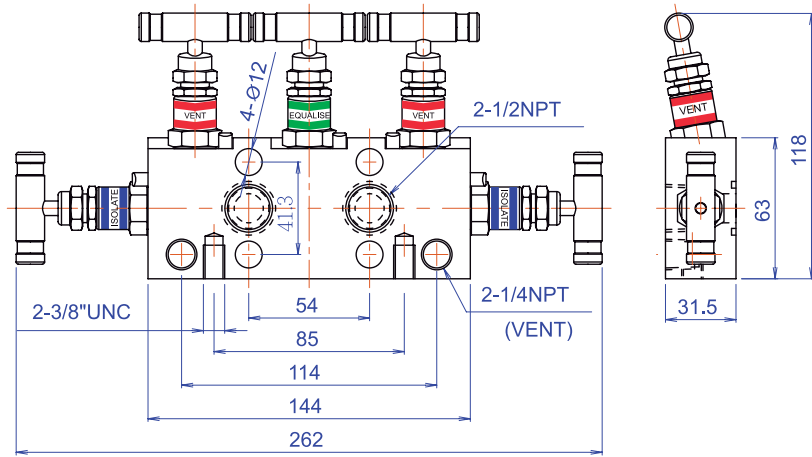 4-Ø12
VENT
EQUALISE
VENT
2-1/2NPT
VENT
118
ISOLATE
41.3
ISOLATE
63
2-3/8"UNC
54
2-1/4NPT
(VENT)
31.5
85
114
144
262